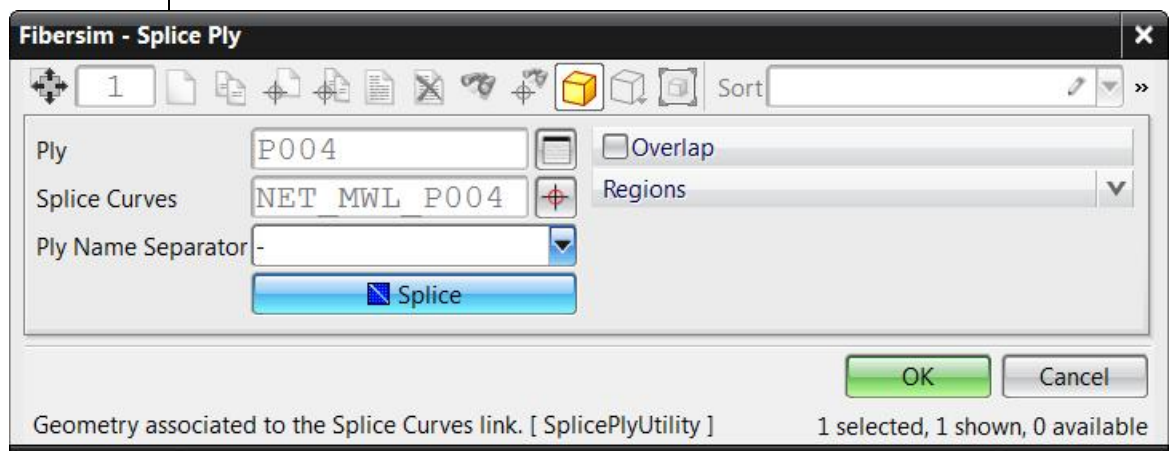 Fibersim - Splice Ply
1 Sort »
Ply P004 Overlap
Splice Curves NET_MWL_P004 Regions
Ply Name Separator -
Splice
OK Cancel
Geometry associated to the Splice Curves link. [ SplicePlyUtility ] 1 selected, 1 shown, 0 available